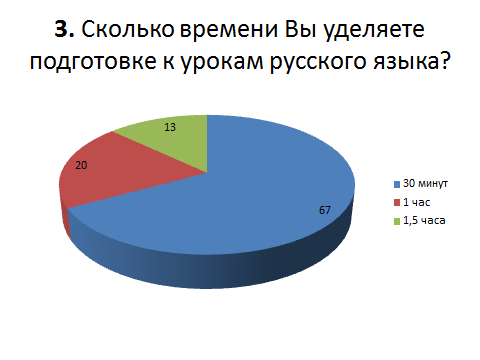 3. Сколько времени Вы уделяете
подготовке к урокам русского языка?
13
20
67
30 минут
1 час
1,5 часа